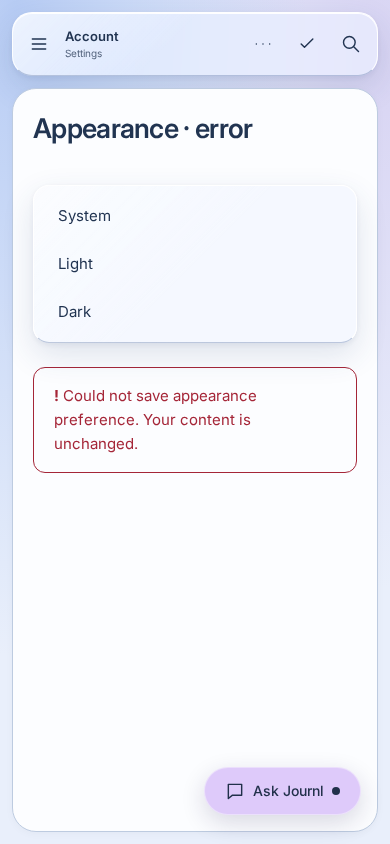 Account
Settings
Appearance · error
System
Light
Dark
! Could not save appearance
preference. Your content is
unchanged.
Ask Journl